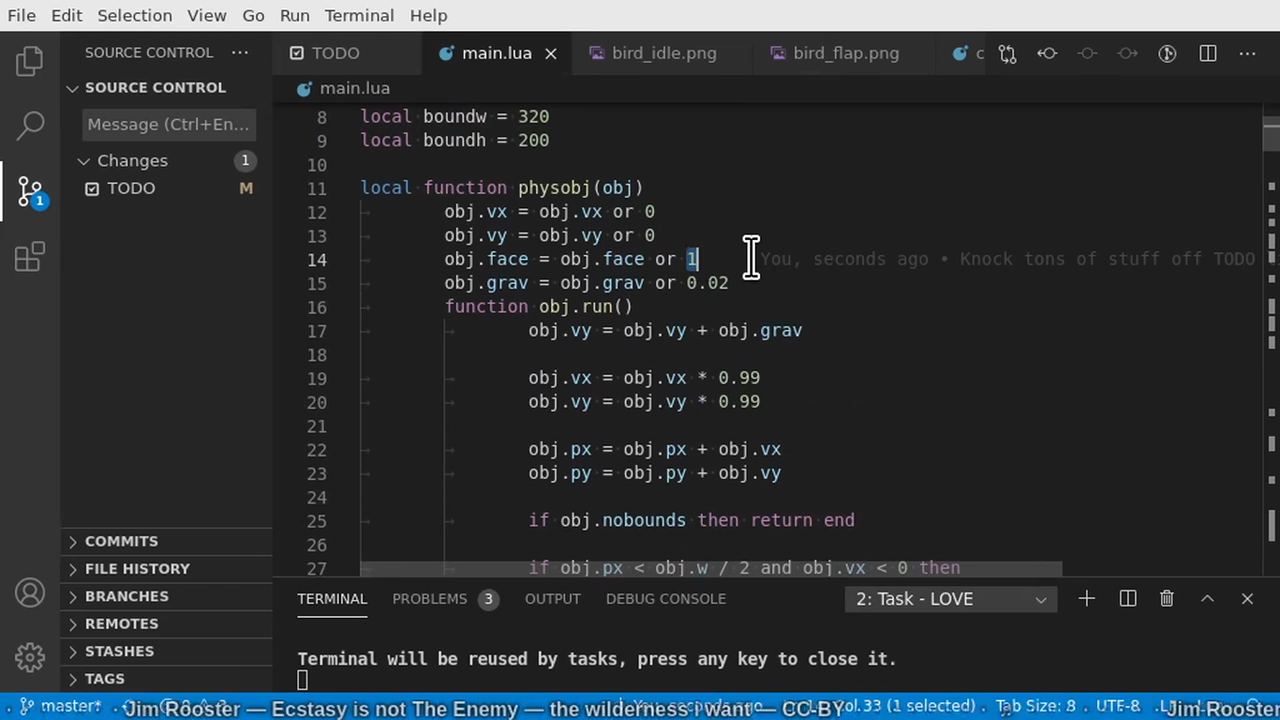 File Edit Selection View Go Run Terminal Help
SOURCE CONTROL ···
TODO
main.lua
bird_idle.png
bird_flap.png
c
SOURCE CONTROL
Message (Ctrl+En...
Changes 1
TODO M
1
main.lua
8 local boundw = 320
9 local boundh = 200
10
11 local function physobj(obj)
12 obj.vx = obj.vx or 0
13 obj.vy = obj.vy or 0
14 obj.face = obj.face or 1 You, seconds ago • Knock tons of stuff off TODO
15 obj.grav = obj.grav or 0.02
16 function obj.run()
17 obj.vy = obj.vy + obj.grav
18
19 obj.vx = obj.vx * 0.99
20 obj.vy = obj.vy * 0.99
21
22 obj.px = obj.px + obj.vx
23 obj.py = obj.py + obj.vy
24
25 if obj.nobounds then return end
26
27 if obj.px < obj.w / 2 and obj.vx < 0 then
COMMITS
FILE HISTORY
BRANCHES
REMOTES
STASHES
TAGS
TERMINAL PROBLEMS 3 OUTPUT DEBUG CONSOLE 2: Task - LOVE
Terminal will be reused by tasks, press any key to close it.
master* (1 selected) Tab Size: 8 UTF-8
Jim Rooster — Ecstasy is not The Enemy — the wilderness i want — CC-BY Jim Rooster